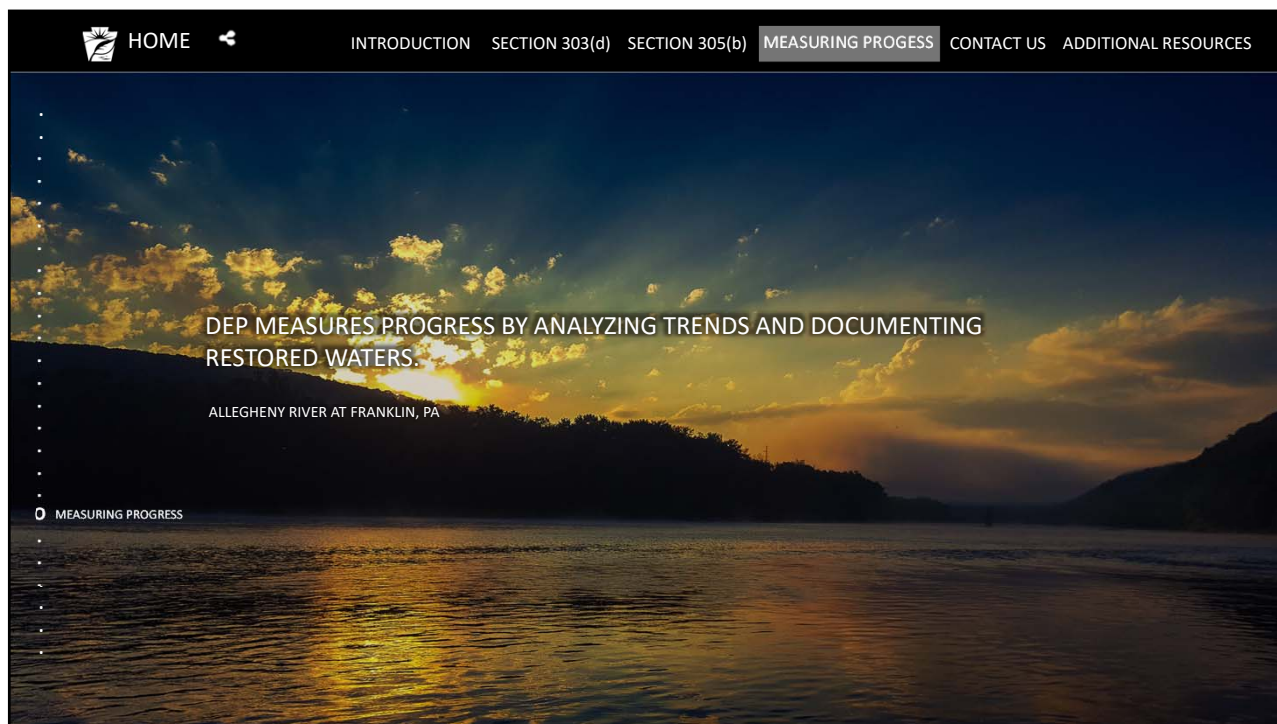 HOME
INTRODUCTION SECTION 303(d) SECTION 305(b) MEASURING PROGESS CONTACT US ADDITIONAL RESOURCES
DEP MEASURES PROGRESS BY ANALYZING TRENDS AND DOCUMENTING
RESTORED WATERS.
ALLEGHENY RIVER AT FRANKLIN, PA
MEASURING PROGRESS